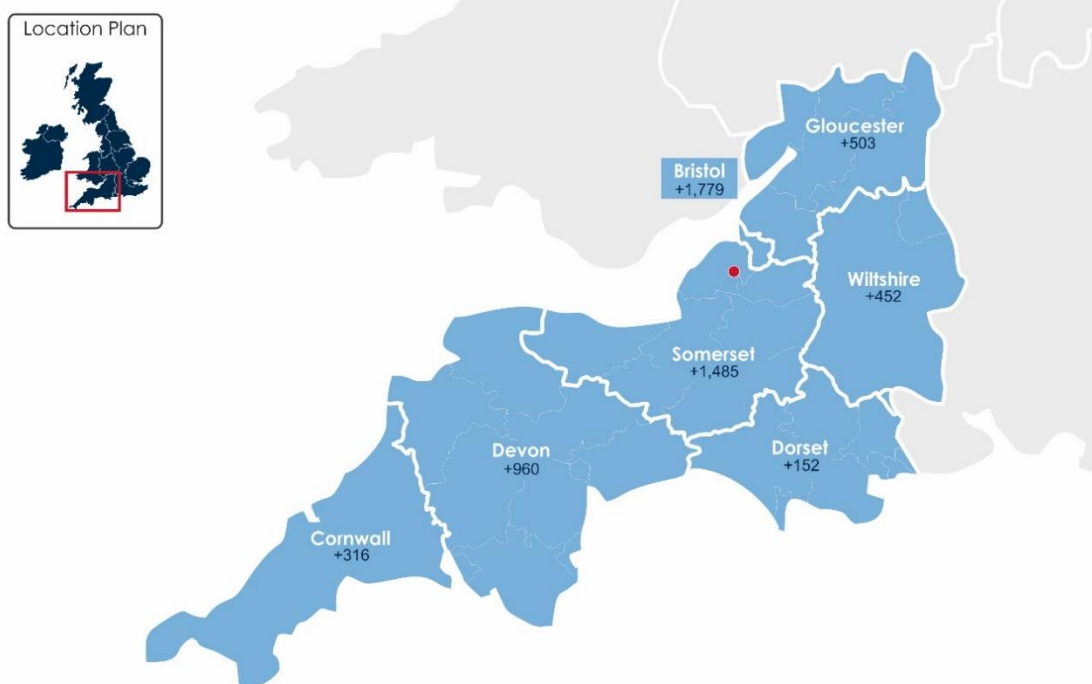 Location Plan
Gloucester
+503
Bristol
+1,779
Wiltshire
+452
Somerset
+1,485
Devon
+960
Dorset
+152
Cornwall
+316